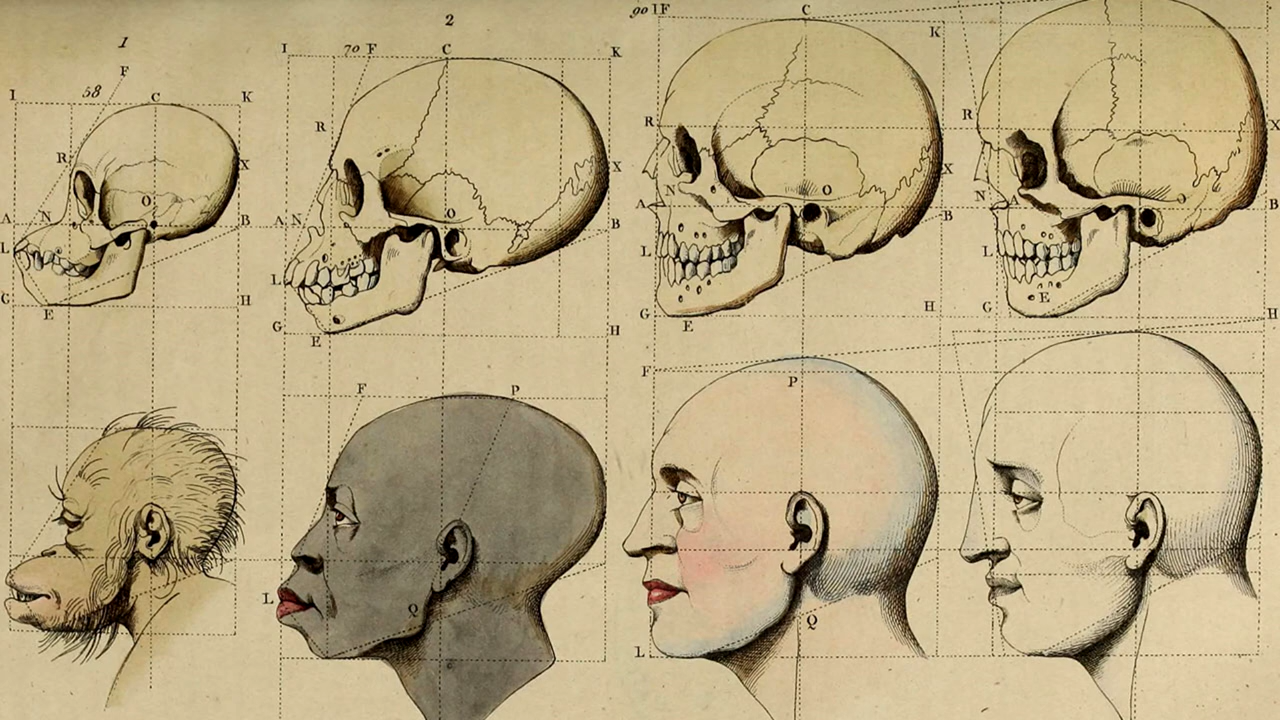 1
2
90 I F C
K
I 58 F C K
I 70 F C K
R
R
R
R
X
X
X
X
A N O B
A N O B
A N O B
N A O B
L
L
L
L
G E H
G E H
G E H
G E H
F P
F P
L Q
L Q